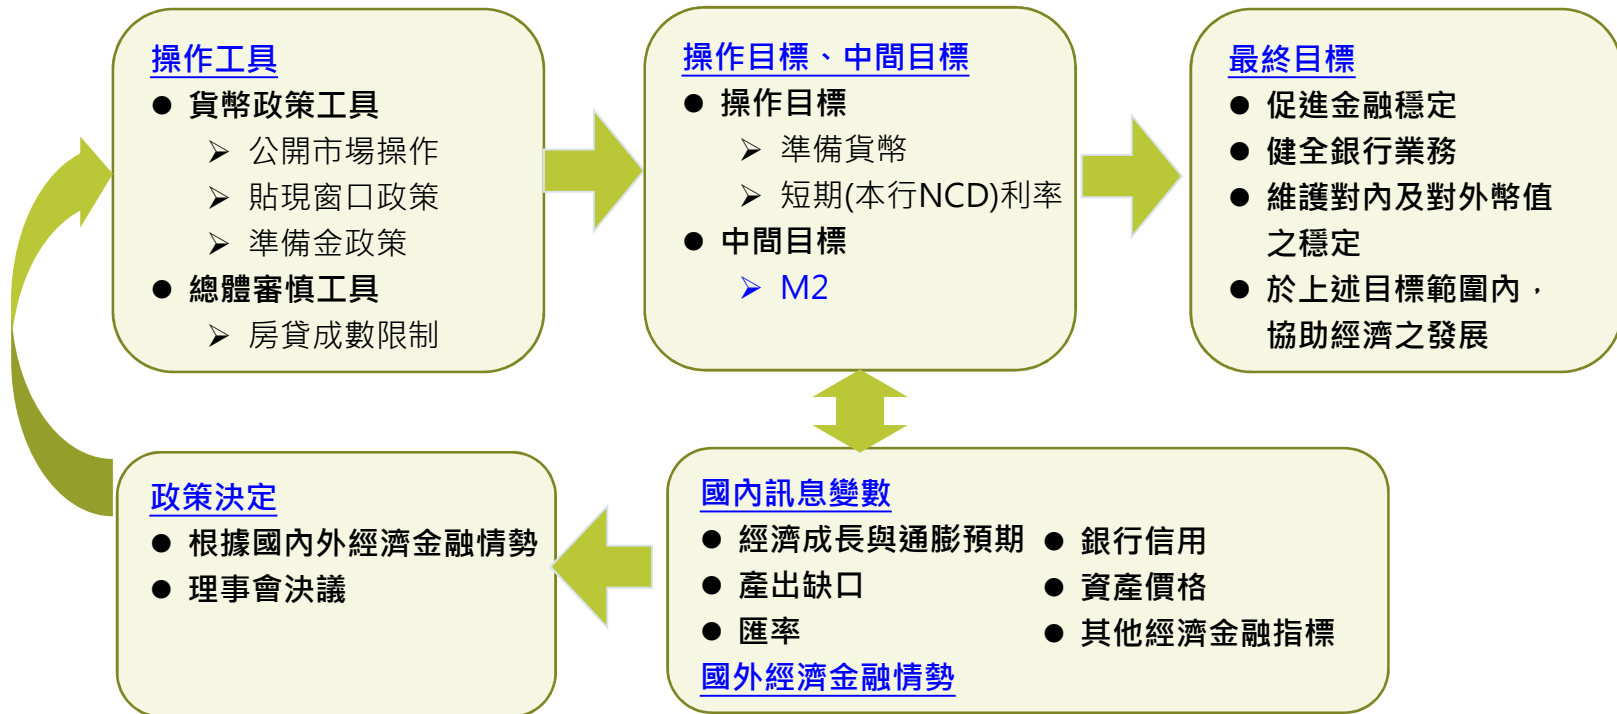 操作工具
● 貨幣政策工具
➢ 公開市場操作
➢ 貼現窗口政策
➢ 準備金政策
● 總體審慎工具
➢ 房貸成數限制
操作目標、中間目標
● 操作目標
➢ 準備貨幣
➢ 短期(本行NCD)利率
● 中間目標
➢ M2
最終目標
● 促進金融穩定
● 健全銀行業務
● 維護對內及對外幣值
之穩定
● 於上述目標範圍內，
協助經濟之發展
政策決定
● 根據國內外經濟金融情勢
● 理事會決議
國內訊息變數
● 經濟成長與通膨預期
● 產出缺口
● 匯率
● 銀行信用
● 資產價格
● 其他經濟金融指標
國外經濟金融情勢